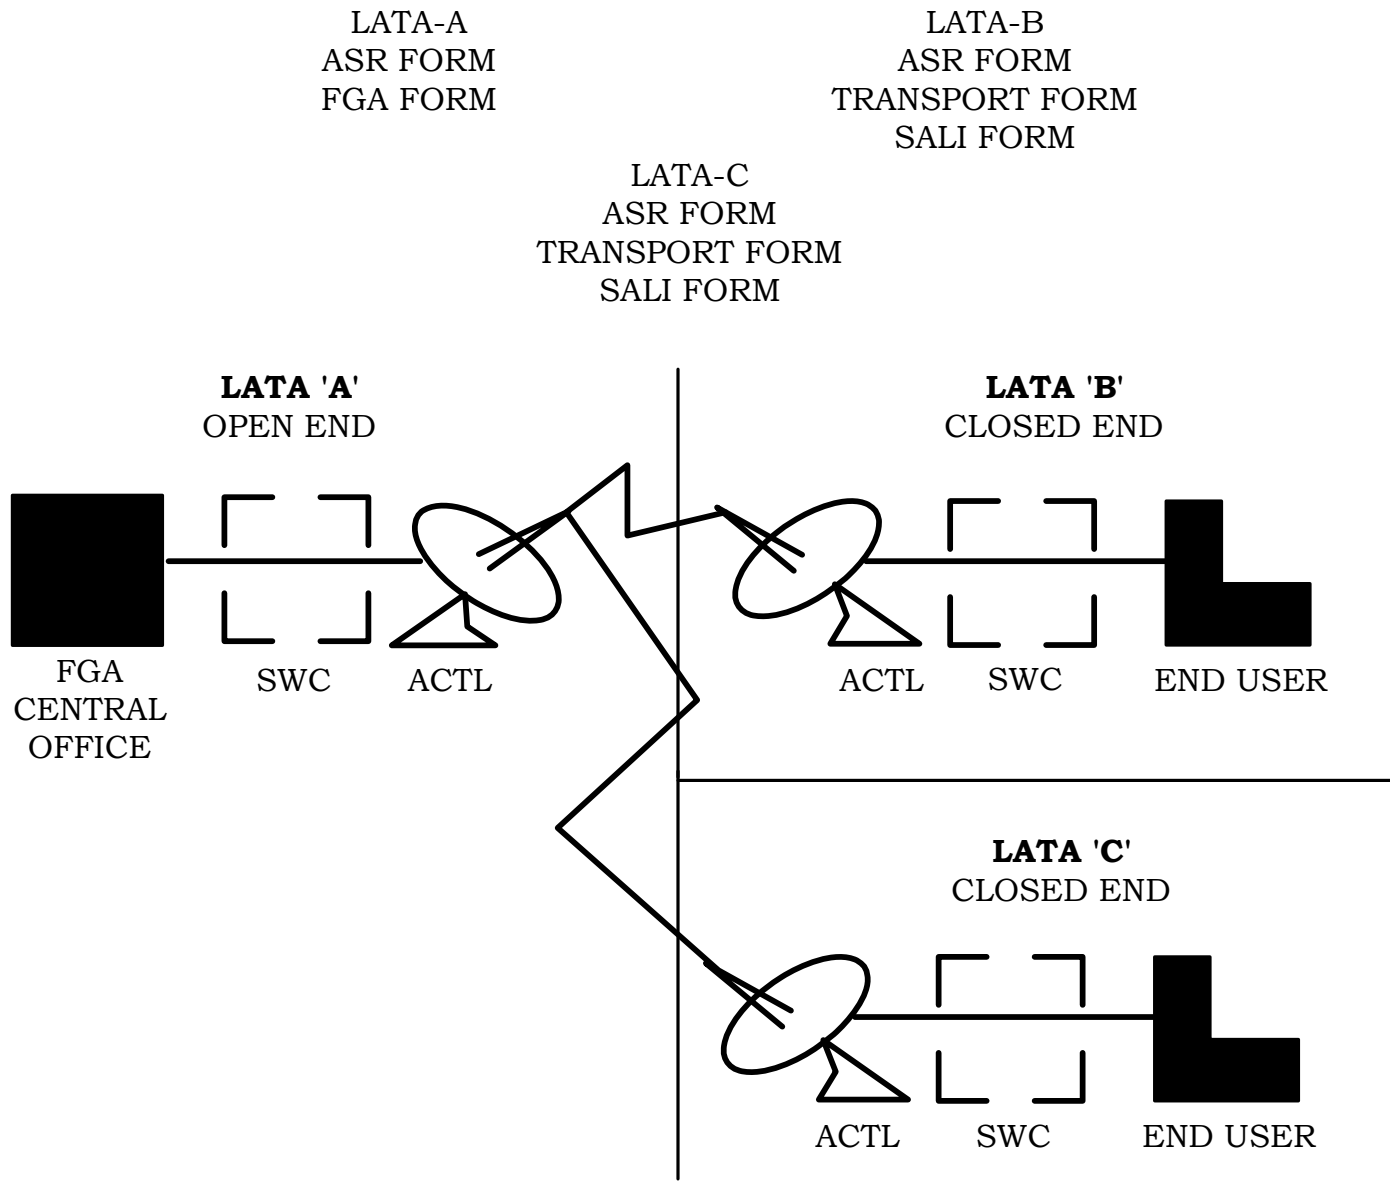 LATA-A
ASR FORM
FGA FORM
LATA-B
ASR FORM
TRANSPORT FORM
SALI FORM
LATA-C
ASR FORM
TRANSPORT FORM
SALI FORM
LATA 'A'
OPEN END
LATA 'B'
CLOSED END
FGA
CENTRAL
OFFICE
SWC
ACTL
ACTL
SWC
END USER
LATA 'C'
CLOSED END
ACTL
SWC
END USER